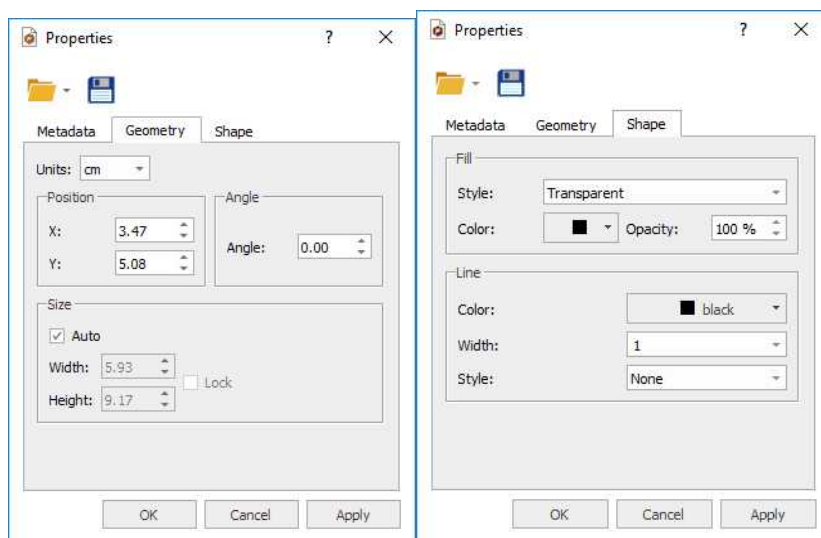 Properties ? X
Metadata Geometry Shape
Units: cm
Position
X: 3.47
Y: 5.08
Angle
Angle: 0.00
Size
Auto
Width: 5.93
Height: 9.17
Lock
OK Cancel Apply
Properties ? X
Metadata Geometry Shape
Fill
Style: Transparent
Color: Opacity: 100 %
Line
Color: black
Width: 1
Style: None
OK Cancel Apply